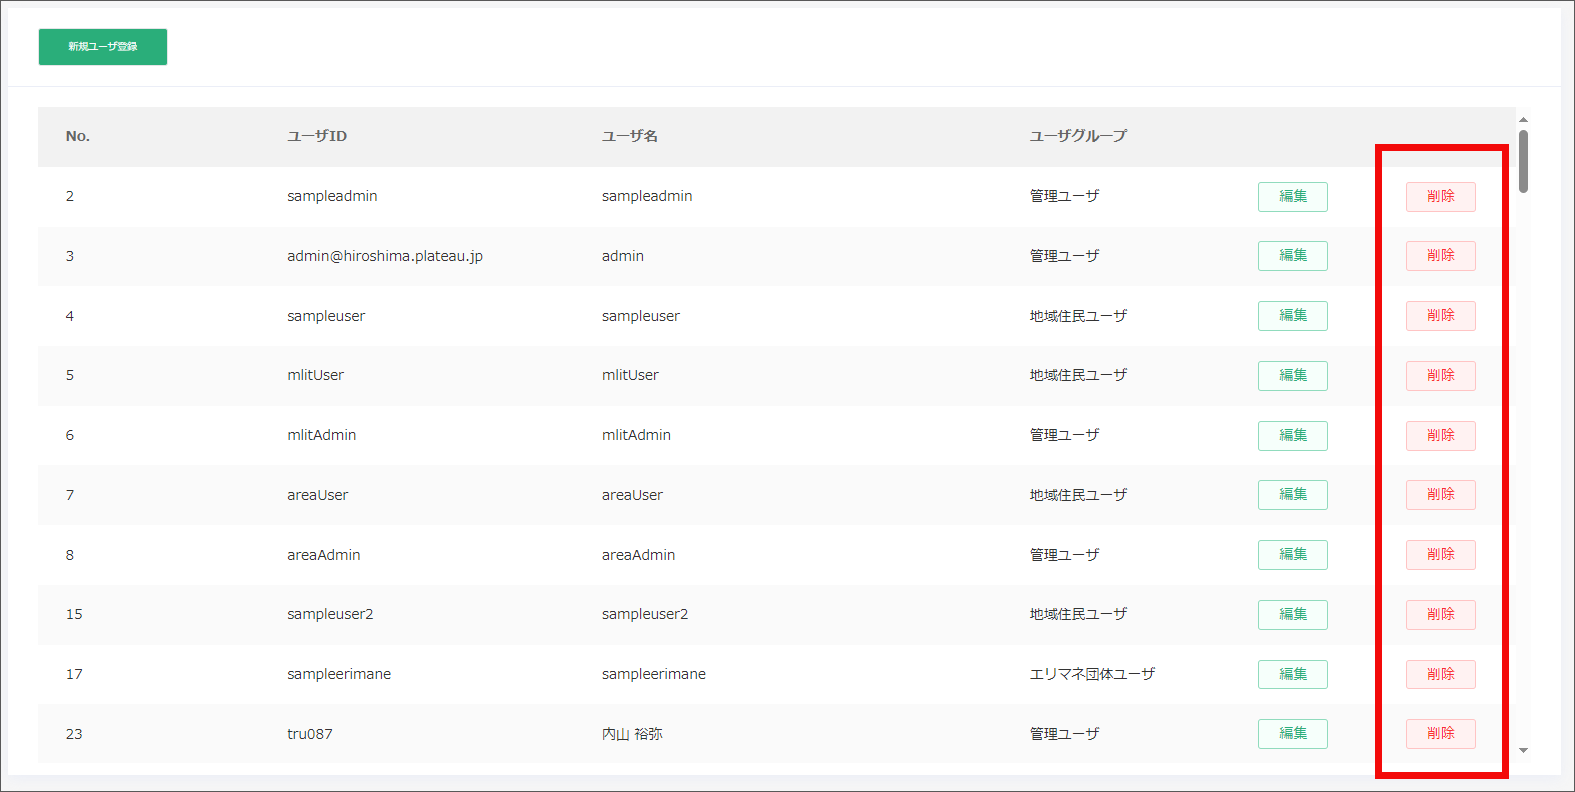 新規ユーザ登録
No. ユーザID ユーザ名 ユーザグループ
2 sampleadmin sampleadmin 管理ユーザ 編集 削除
3 admin@hiroshima.plateau.jp admin 管理ユーザ 編集 削除
4 sampleuser sampleuser 地域住民ユーザ 編集 削除
5 mlitUser mlitUser 地域住民ユーザ 編集 削除
6 mlitAdmin mlitAdmin 管理ユーザ 編集 削除
7 areaUser areaUser 地域住民ユーザ 編集 削除
8 areaAdmin areaAdmin 管理ユーザ 編集 削除
15 sampleuser2 sampleuser2 地域住民ユーザ 編集 削除
17 sampleerimane sampleerimane エリマネ団体ユーザ 編集 削除
23 tru087 内山 裕弥 管理ユーザ 編集 削除